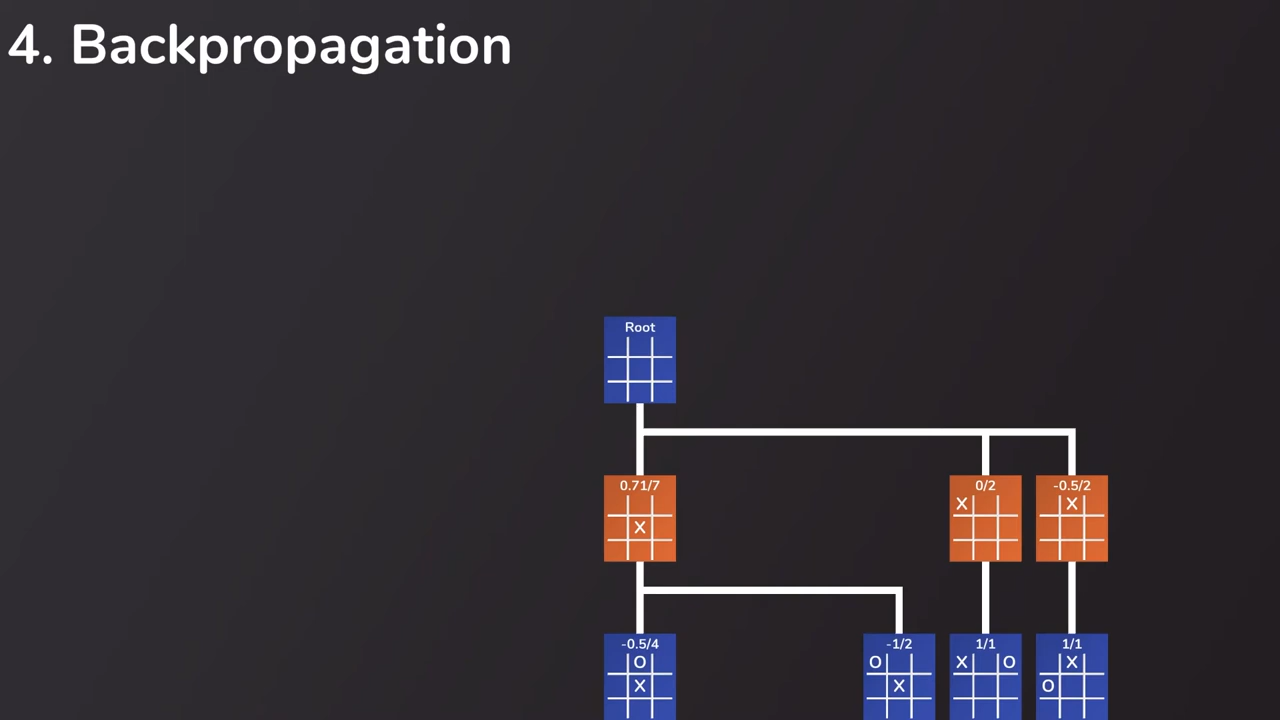 4. Backpropagation
Root
0.71/7
X
0/2
X
-0.5/2
X
-0.5/4
O
X
-1/2
O
X
1/1
X O
1/1
X
O